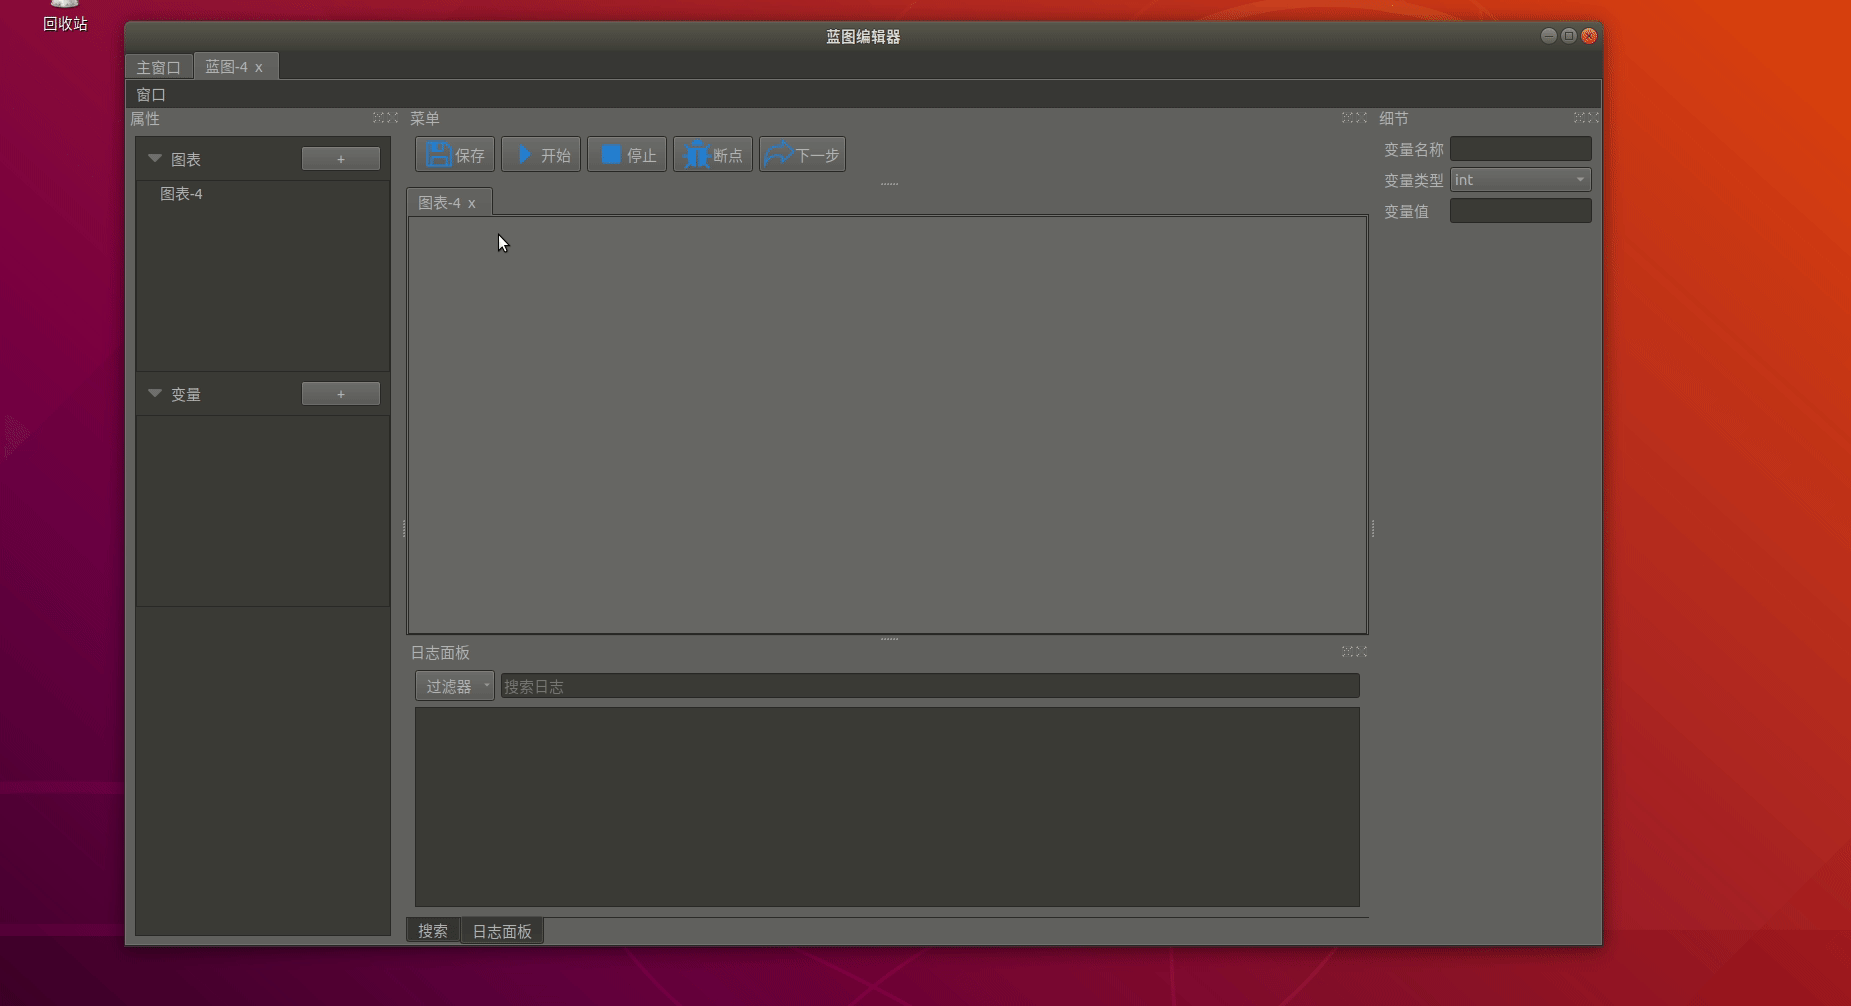 回收站
蓝图编辑器
主窗口 蓝图-4 x
窗口
属性
图表 +
图表-4
变量 +
菜单
保存 开始 停止 断点 下一步
图表-4 x
日志面板
过滤器 搜索日志
搜索 日志面板
细节
变量名称
变量类型 int
变量值